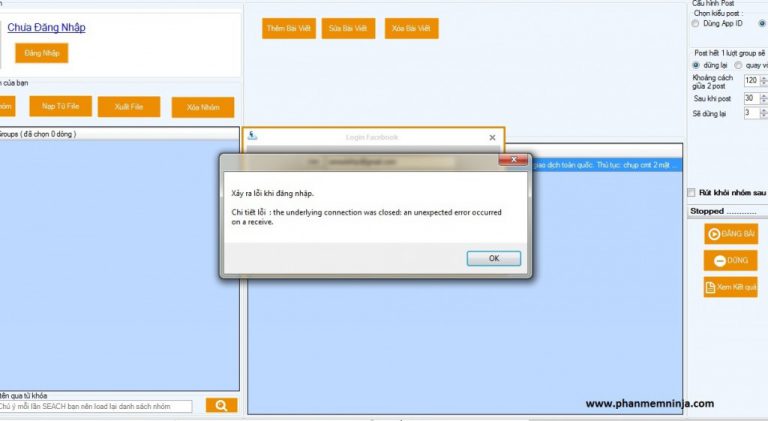 Cấu hình Post
Chọn kiểu post :
Dùng App ID
Chưa Đăng Nhập
Đăng Nhập
Thêm Bài Viết
Sửa Bài Viết
Xóa Bài Viết
Post hết 1 lượt group sẽ
dừng lại
quay
Khoảng cách giữa 2 post
120
Sau khi post
30
Sẽ dừng lại
3
của bạn
Nạp Từ File
Xuất File
Xóa Nhóm
Groups ( đã chọn 0 dòng )
Login Facebook
giao dịch toàn quốc. Thủ tục: chụp cmt 2 mặt ...
Xảy ra lỗi khi đăng nhập.
Chi tiết lỗi : the underlying connection was closed: an unexpected error occurred
on a receive.
OK
Rút khỏi nhóm sau
Stopped ............
ĐĂNG BÀI
DỪNG
Xem Kết quả
tên qua từ khóa
Chú ý mỗi lần SEACH bạn nên load lại danh sách nhóm
www.phanmemninja.com